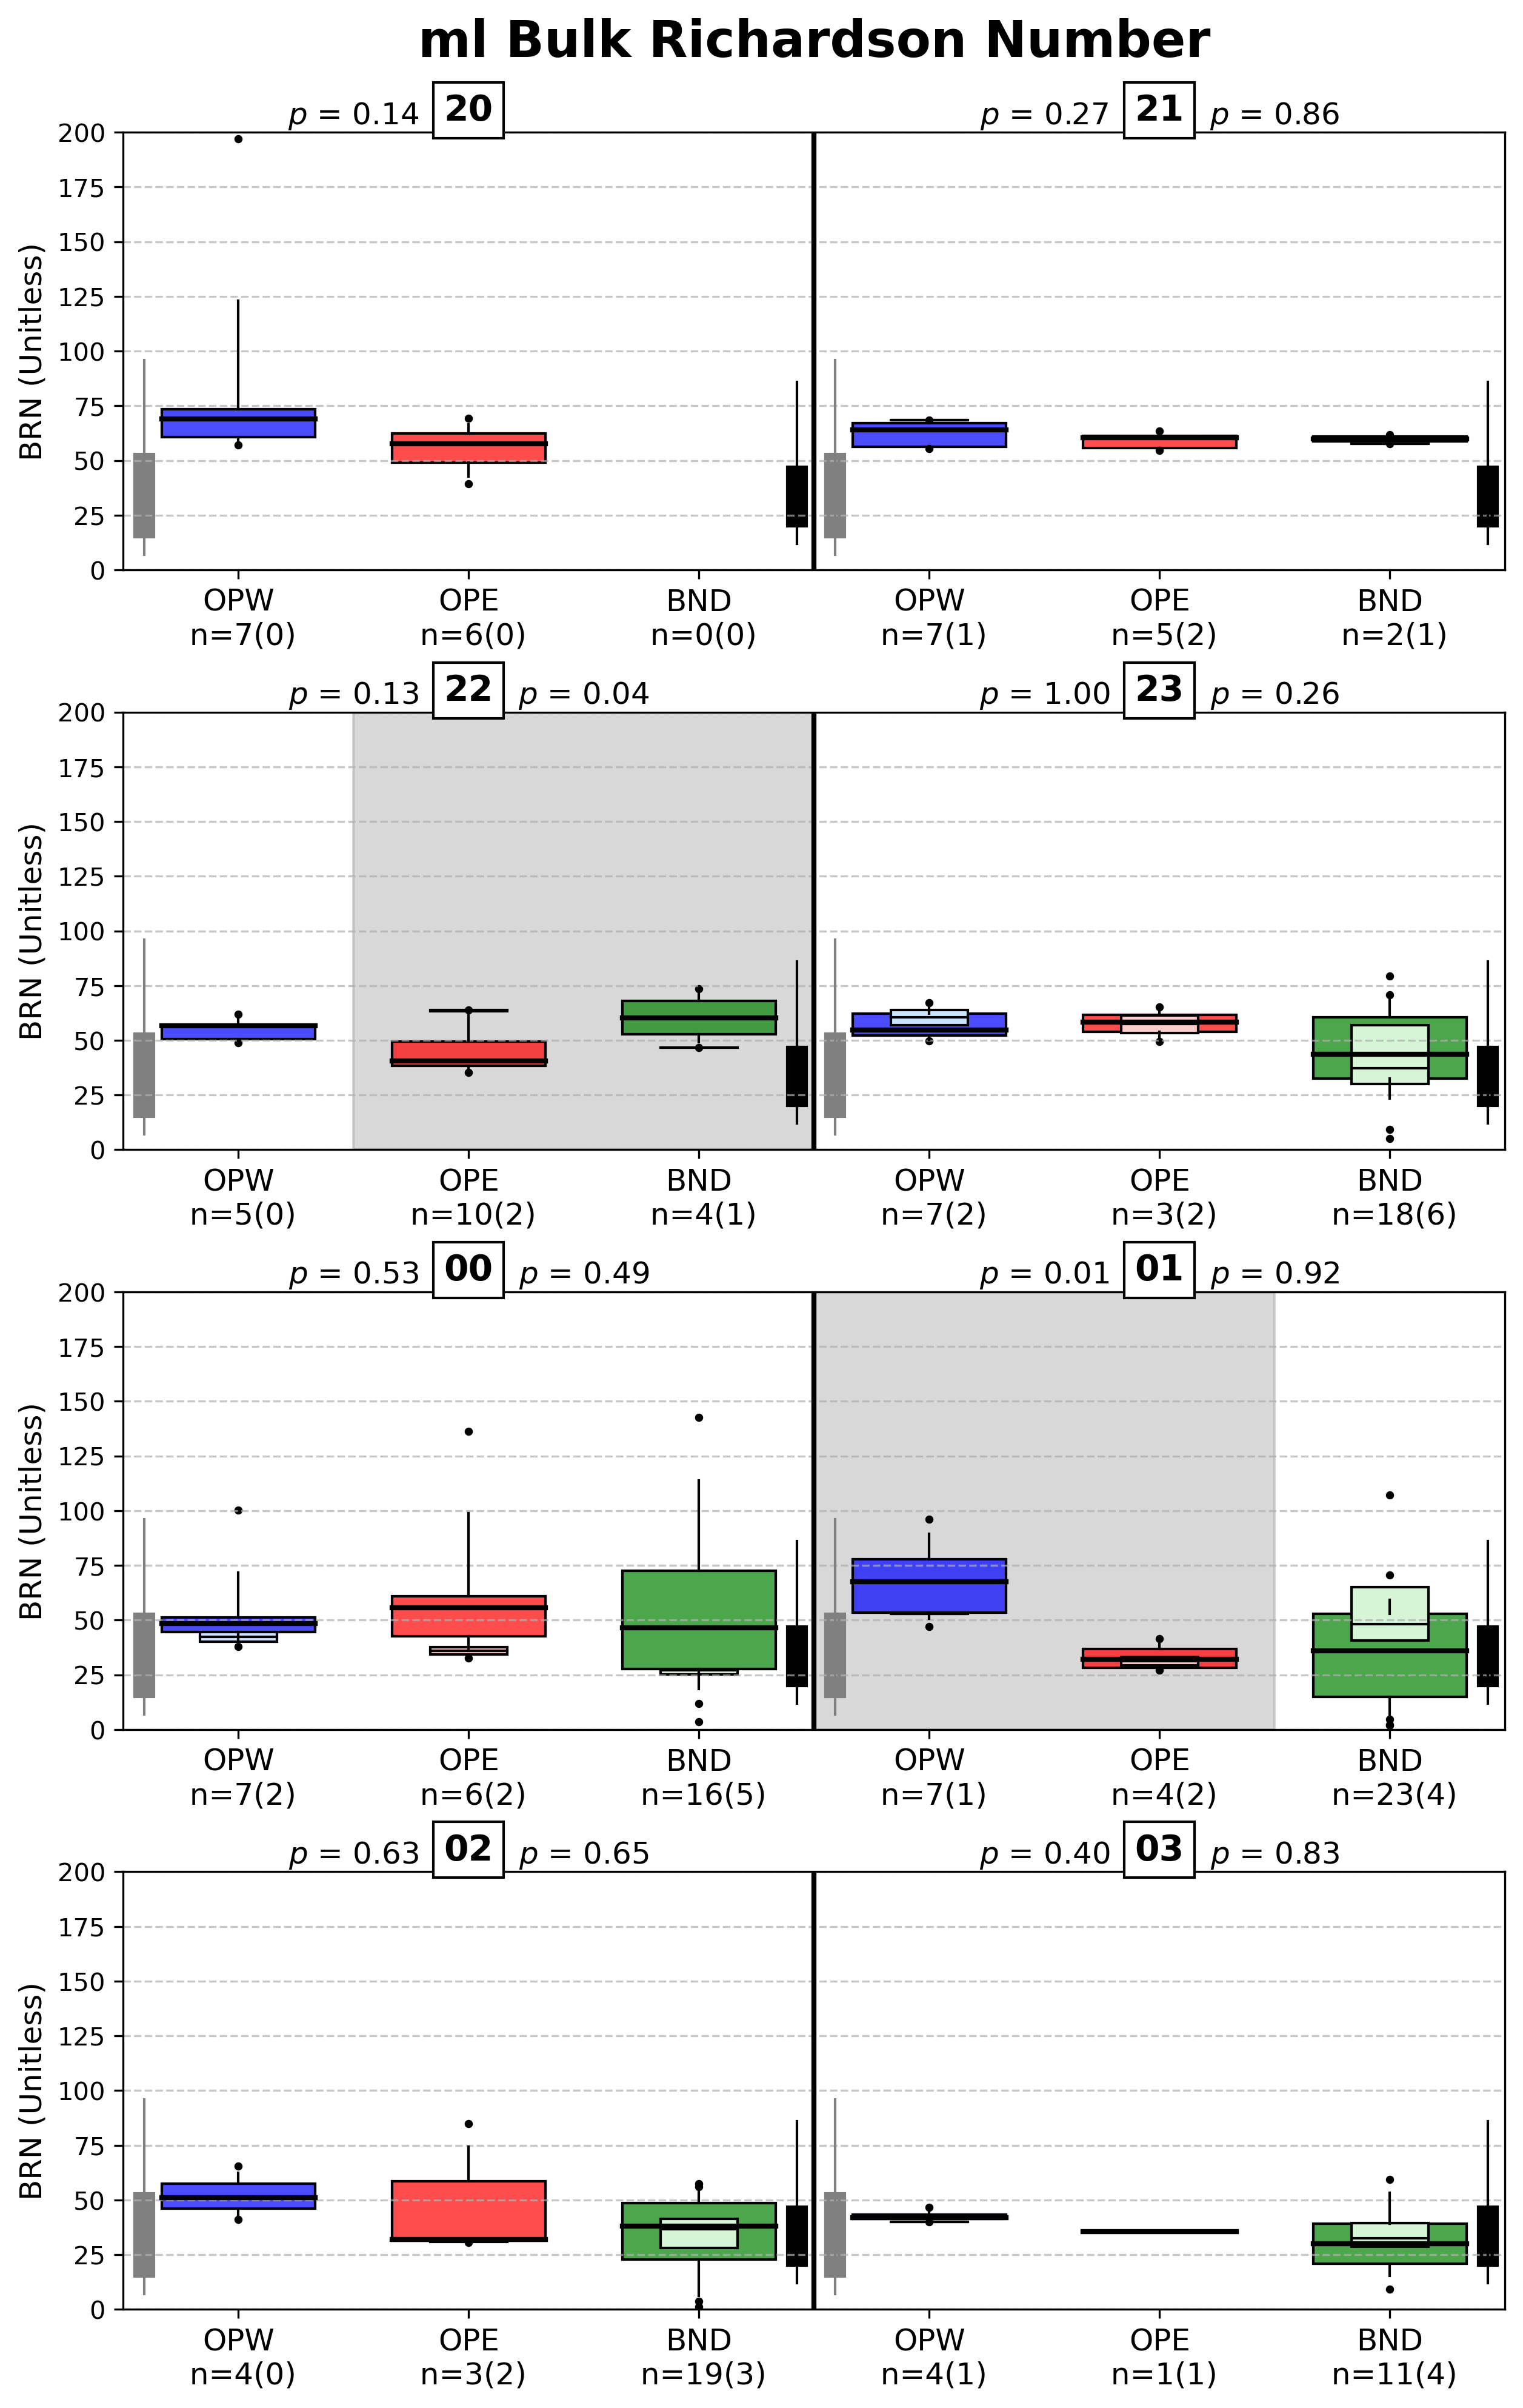 ml Bulk Richardson Number
p = 0.14 20
p = 0.27 21 p = 0.86
BRN (Unitless)
200
175
150
125
100
75
50
25
0
OPW
n=7(0)
OPE
n=6(0)
BND
n=0(0)
OPW
n=7(1)
OPE
n=5(2)
BND
n=2(1)
p = 0.13 22 p = 0.04
p = 1.00 23 p = 0.26
BRN (Unitless)
200
175
150
125
100
75
50
25
0
OPW
n=5(0)
OPE
n=10(2)
BND
n=4(1)
OPW
n=7(2)
OPE
n=3(2)
BND
n=18(6)
p = 0.53 00 p = 0.49
p = 0.01 01 p = 0.92
BRN (Unitless)
200
175
150
125
100
75
50
25
0
OPW
n=7(2)
OPE
n=6(2)
BND
n=16(5)
OPW
n=7(1)
OPE
n=4(2)
BND
n=23(4)
p = 0.63 02 p = 0.65
p = 0.40 03 p = 0.83
BRN (Unitless)
200
175
150
125
100
75
50
25
0
OPW
n=4(0)
OPE
n=3(2)
BND
n=19(3)
OPW
n=4(1)
OPE
n=1(1)
BND
n=11(4)